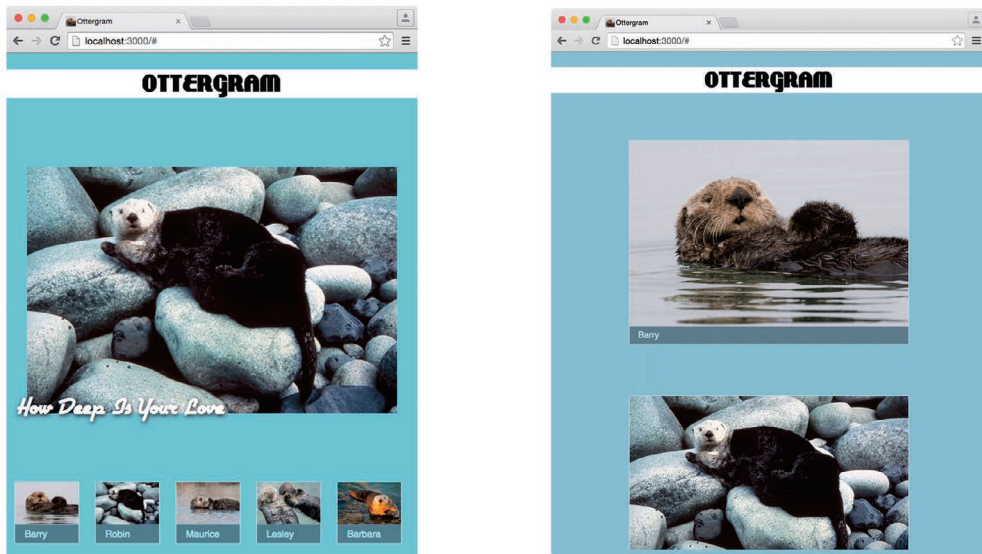 Ottergram
localhost:3000/#
OTTERGRAM
How Deep Is Your Love
Barry
Robin
Maurice
Lesley
Barbara
Ottergram
localhost:3000/#
OTTERGRAM
Barry